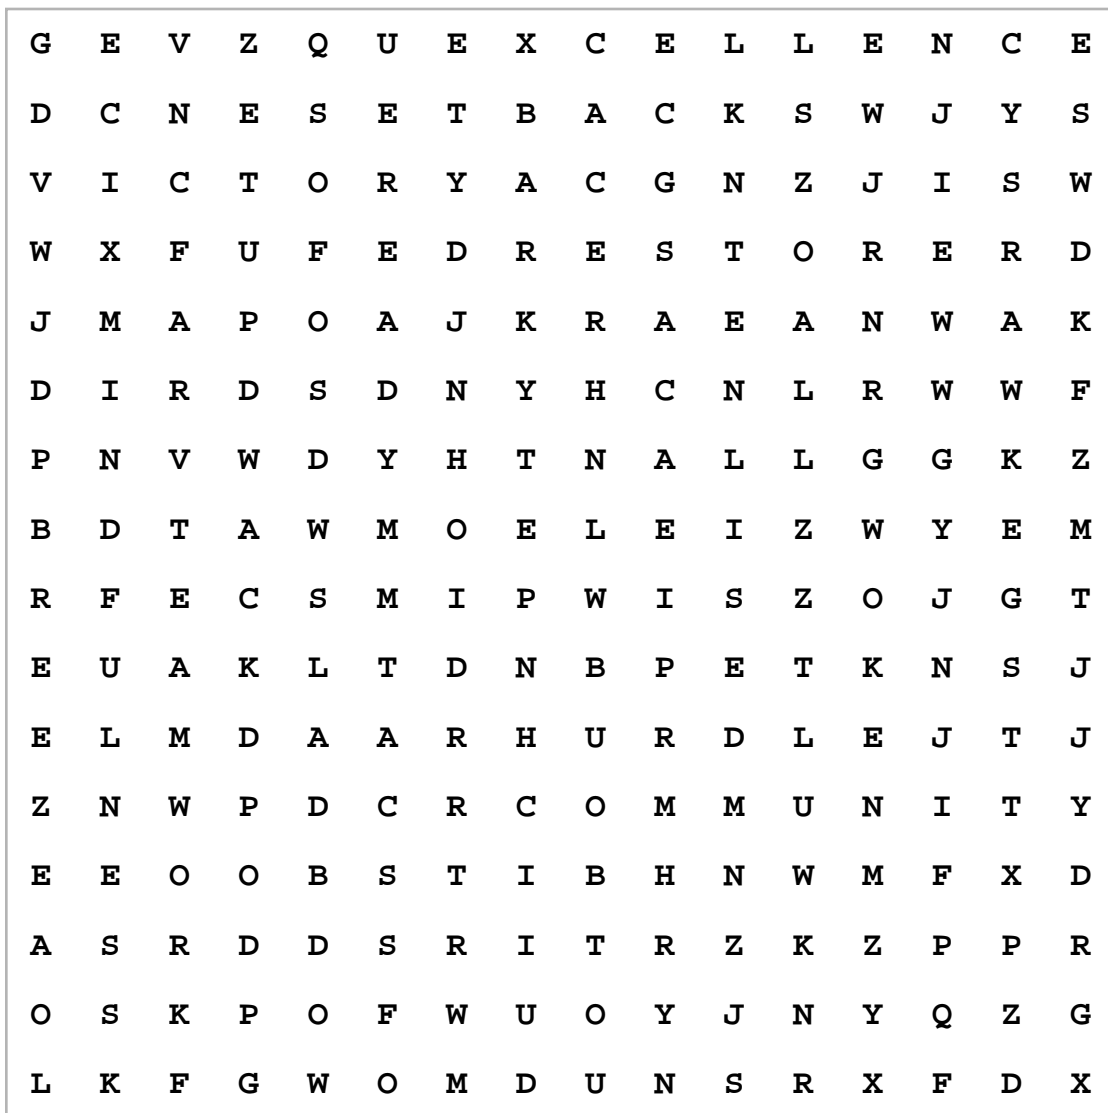 G E V Z Q U E X C E L L E N C E
D C N E S E T B A C K S W J Y S
V I C T O R Y A C G N Z J I S W
W X F U F E D R E S T O R E R D
J M A P O A J K R A E A N W A K
D I R D S D N Y H C N L R W W F
P N V W D Y H T N A L L G G K Z
B D T A W M O E L E I Z W Y E M
R F E C S M I P W I S Z O J G T
E U A K L T D N B P E T K N S J
E L M D A A R H U R D L E J T J
Z N W P D C R C O M M U N I T Y
E E O O B S T I B H N W M F X D
A S R D D S R I T R Z K Z P P R
O S K P O F W U O Y J N Y Q Z G
L K F G W O M D U N S R X F D X